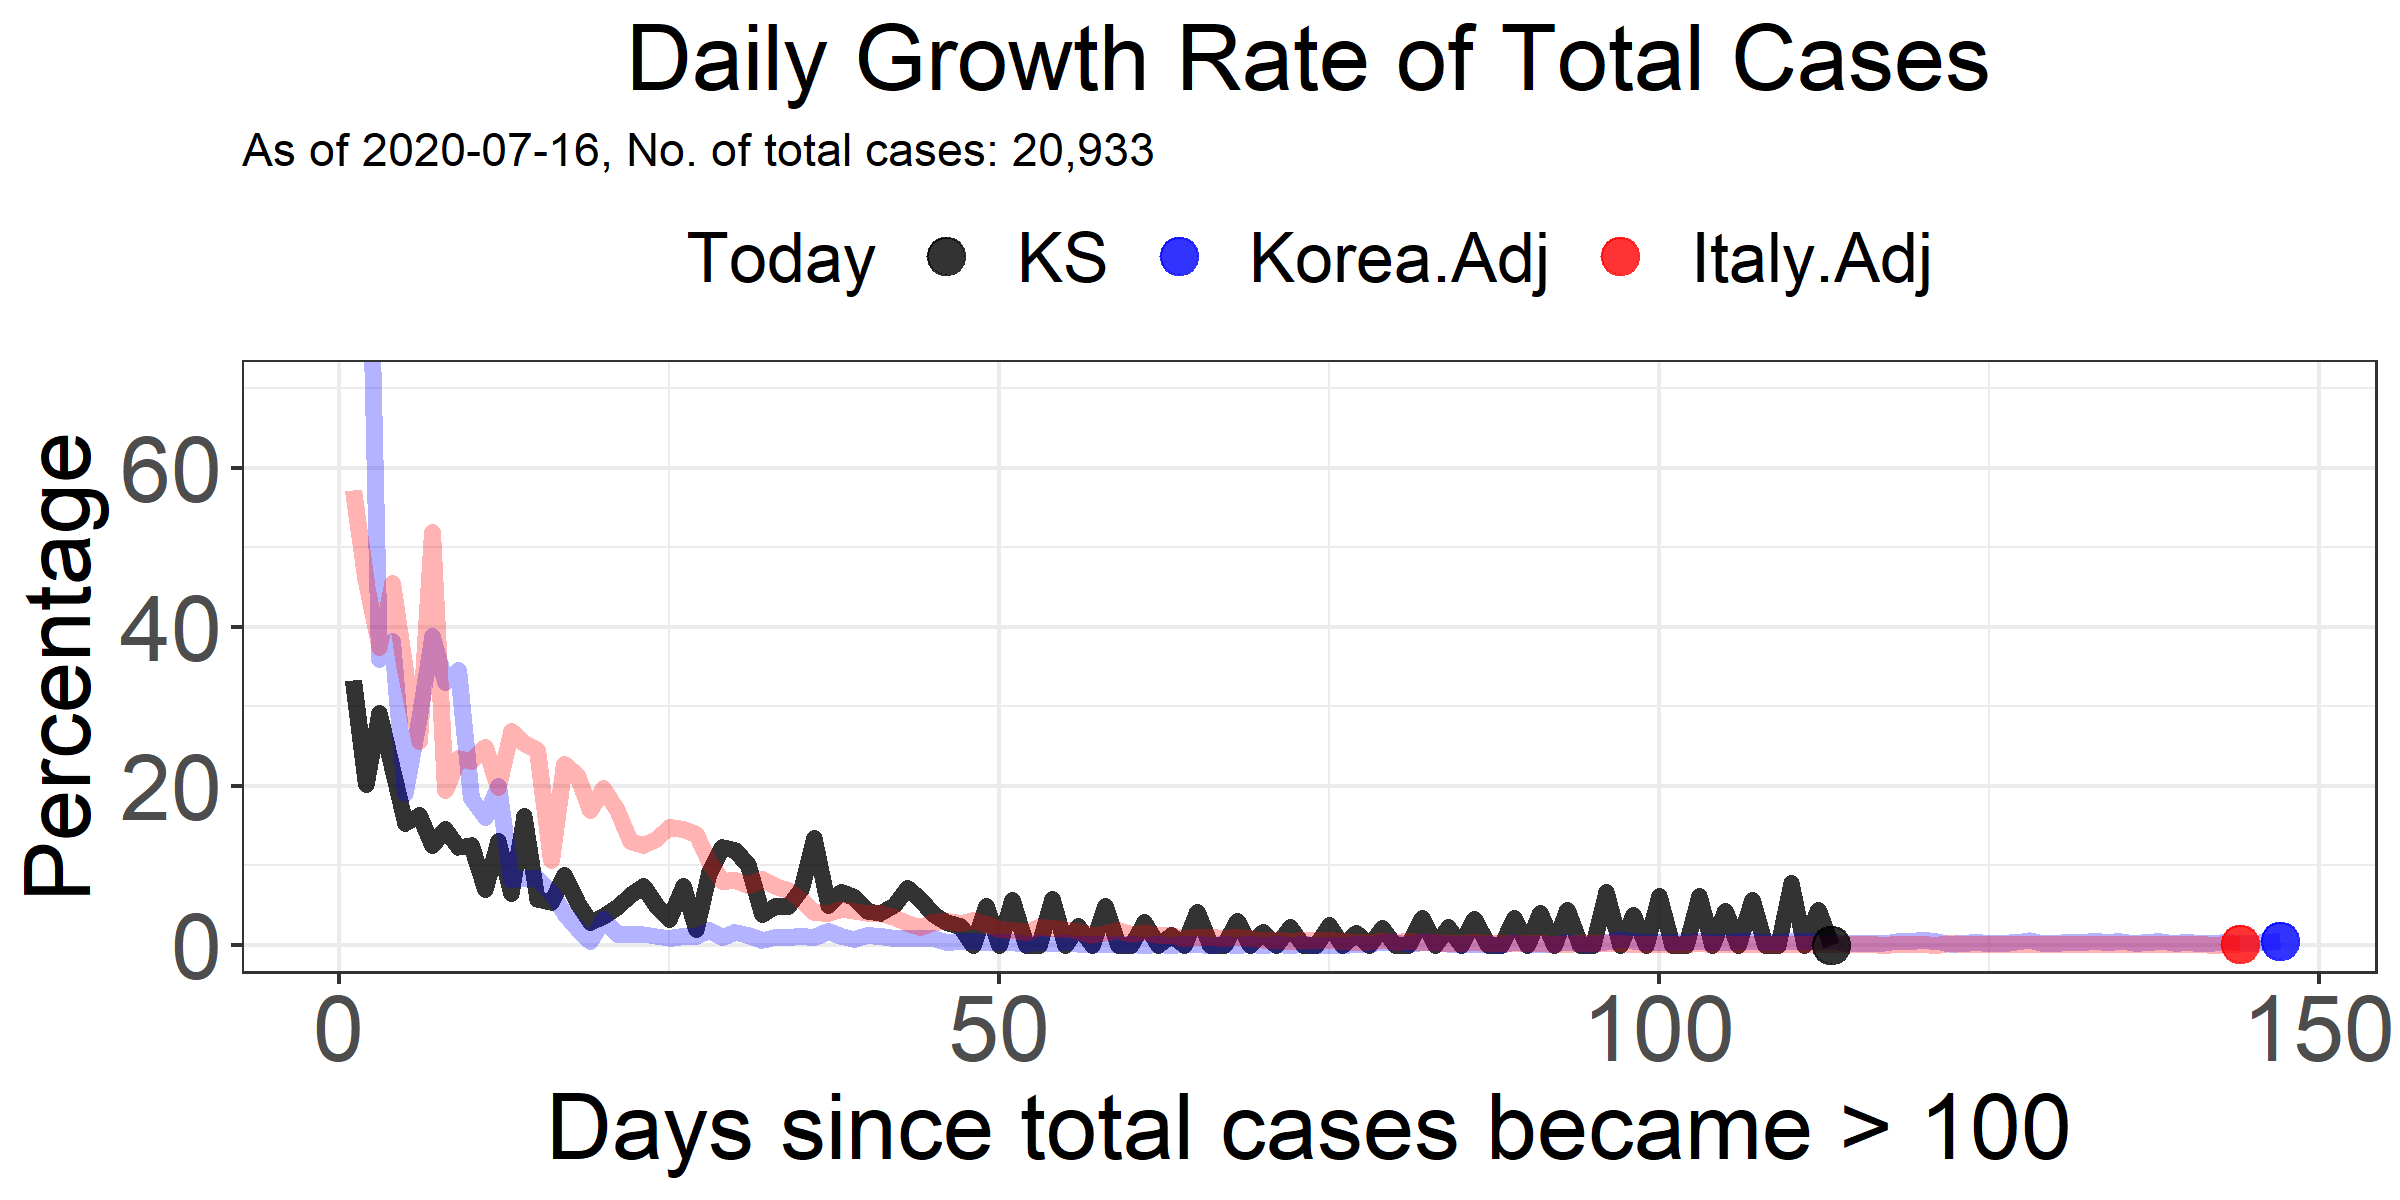 Daily Growth Rate of Total Cases
As of 2020-07-16, No. of total cases: 20,933
Today KS Korea.Adj Italy.Adj
Percentage
60
40
20
0
0 50 100 150
Days since total cases became > 100